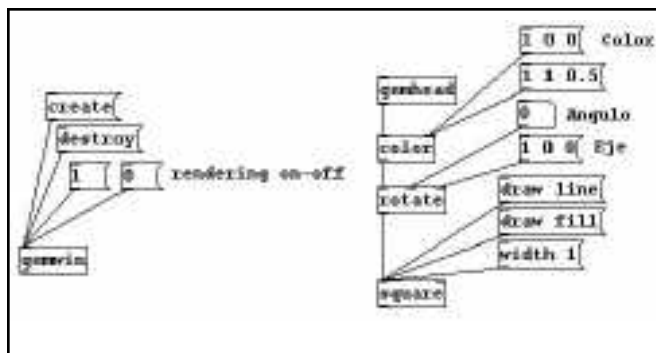 create
destroy
1 0 rendering on-off
gemwin
1 0 0 Color
1 1 0.5
gemhead
0 Angulo
color
1 0 0 Eje
rotate
draw line
draw fill
width 1
square